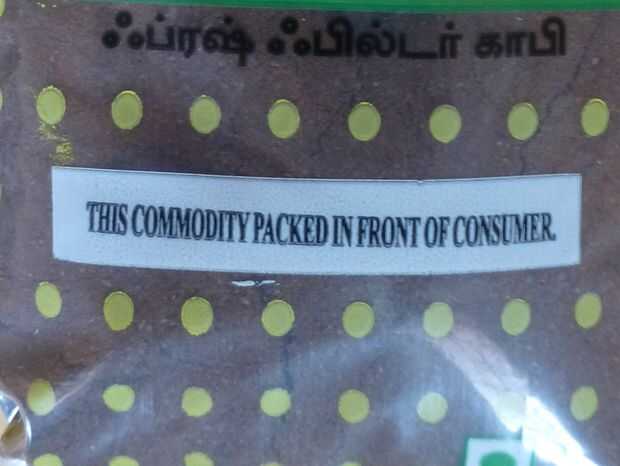 ஃப்ரஷ் ஃபில்டர் காபி
THIS COMMODITY PACKED IN FRONT OF CONSUMER.